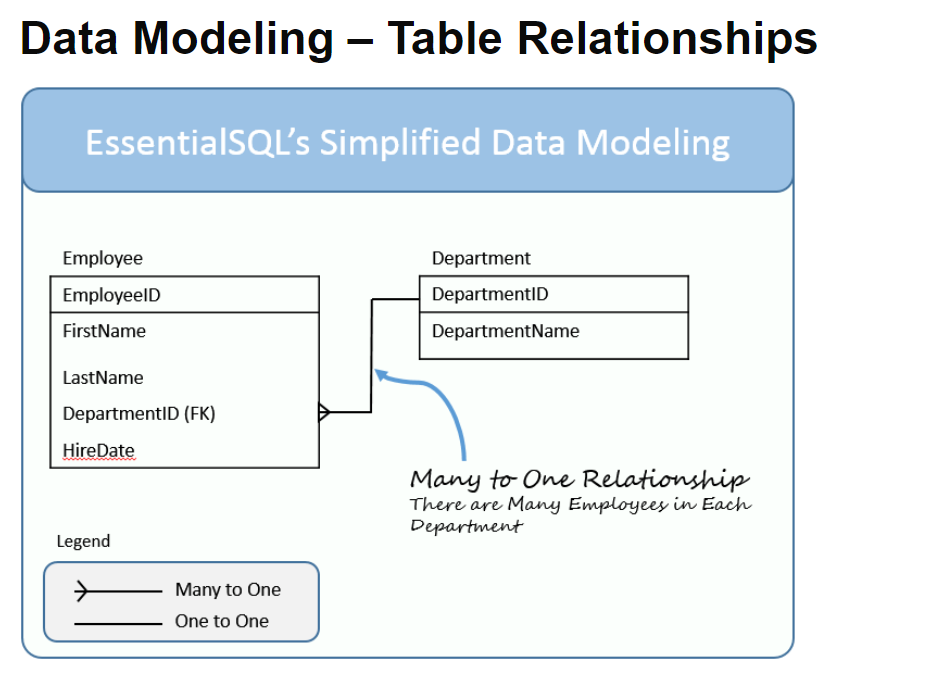 Data Modeling – Table Relationships
EssentialSQL’s Simplified Data Modeling
Employee
EmployeeID
FirstName
LastName
DepartmentID (FK)
HireDate
Department
DepartmentID
DepartmentName
Many to One Relationship
There are Many Employees in Each
Department
Legend
Many to One
One to One